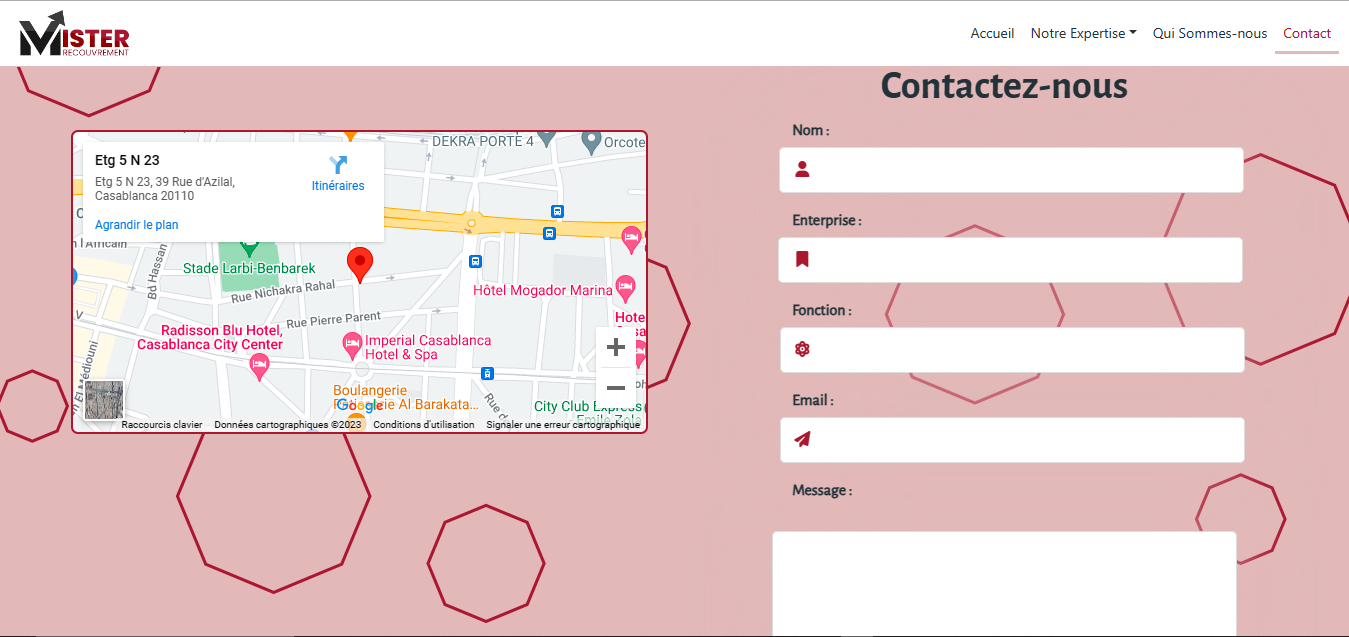 MISTER
RECOUVREMENT
Accueil
Notre Expertise
Qui Sommes-nous
Contact
Etg 5 N 23
Etg 5 N 23, 39 Rue d'Azilal,
Casablanca 20110
Itinéraires
Agrandir le plan
DEKRA PORTE 4
Orcote
Stade Larbi-Benbarek
Bd Hassan
Rue Nichakra Rahal
Hôtel Mogador Marina
Rue Pierre Parent
Radisson Blu Hotel,
Casablanca City Center
Imperial Casablanca
Hotel & Spa
Hote
El Médiouni
Boulangerie
Al Barakata...
Google
Rue d
City Club Express
Emile Zola
Raccourcis clavier
Données cartographiques ©2023
Conditions d'utilisation
Signaler une erreur cartographique
Contactez-nous
Nom :
Enterprise :
Fonction :
Email :
Message :